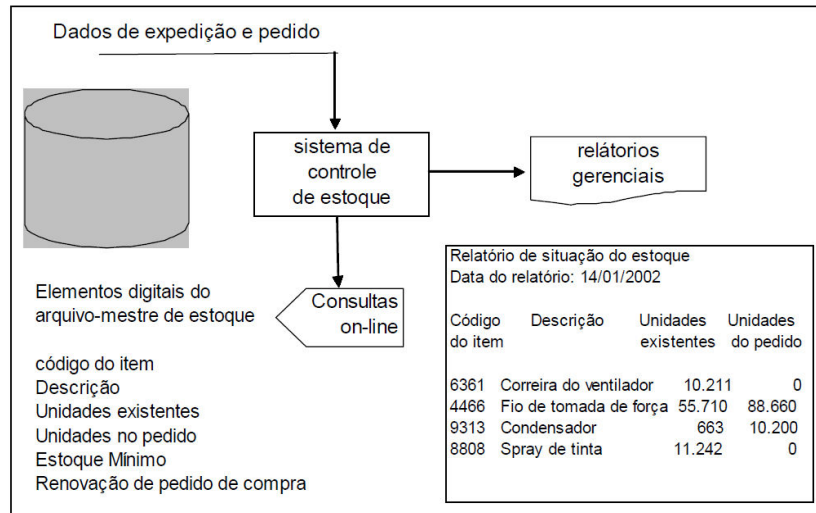 Dados de expedição e pedido
sistema de
controle
de estoque
relátorios
gerenciais
Consultas
on-line
Elementos digitais do
arquivo-mestre de estoque
código do item
Descrição
Unidades existentes
Unidades no pedido
Estoque Mínimo
Renovação de pedido de compra
Relatório de situação do estoque
Data do relatório: 14/01/2002
Código Descrição Unidades Unidades
do item existentes do pedido
6361 Correira do ventilador 10.211 0
4466 Fio de tomada de força 55.710 88.660
9313 Condensador 663 10.200
8808 Spray de tinta 11.242 0